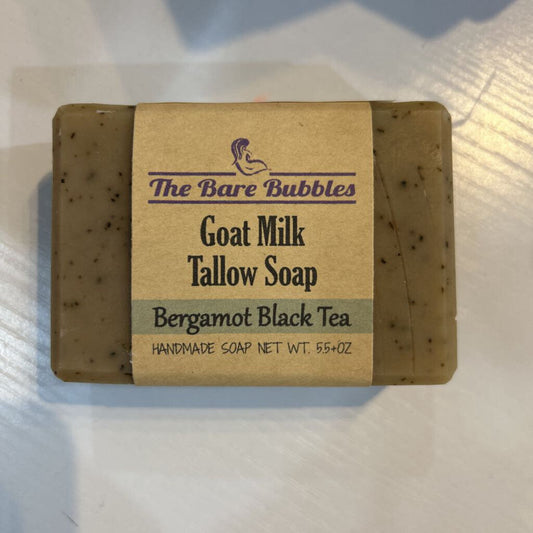 The Bare Bubbles
Goat Milk
Tallow Soap
Bergamot Black Tea
HANDMADE SOAP NET WT. 5.5+OZ